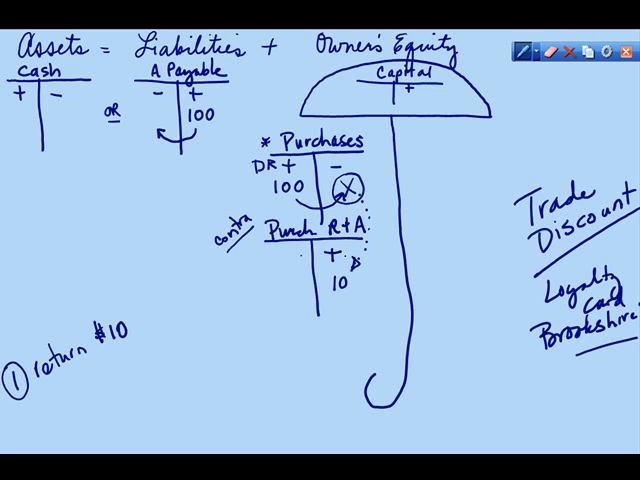 Assets = Liabilities + Owner's Equity
Cash
+ -
OR
A Payable
- +
100
Capital
+
* Purchases
DR + -
100 X
contra
Purch R+A
+
10
Trade
Discount
Loyalty
card
Brookshire
1 return $10